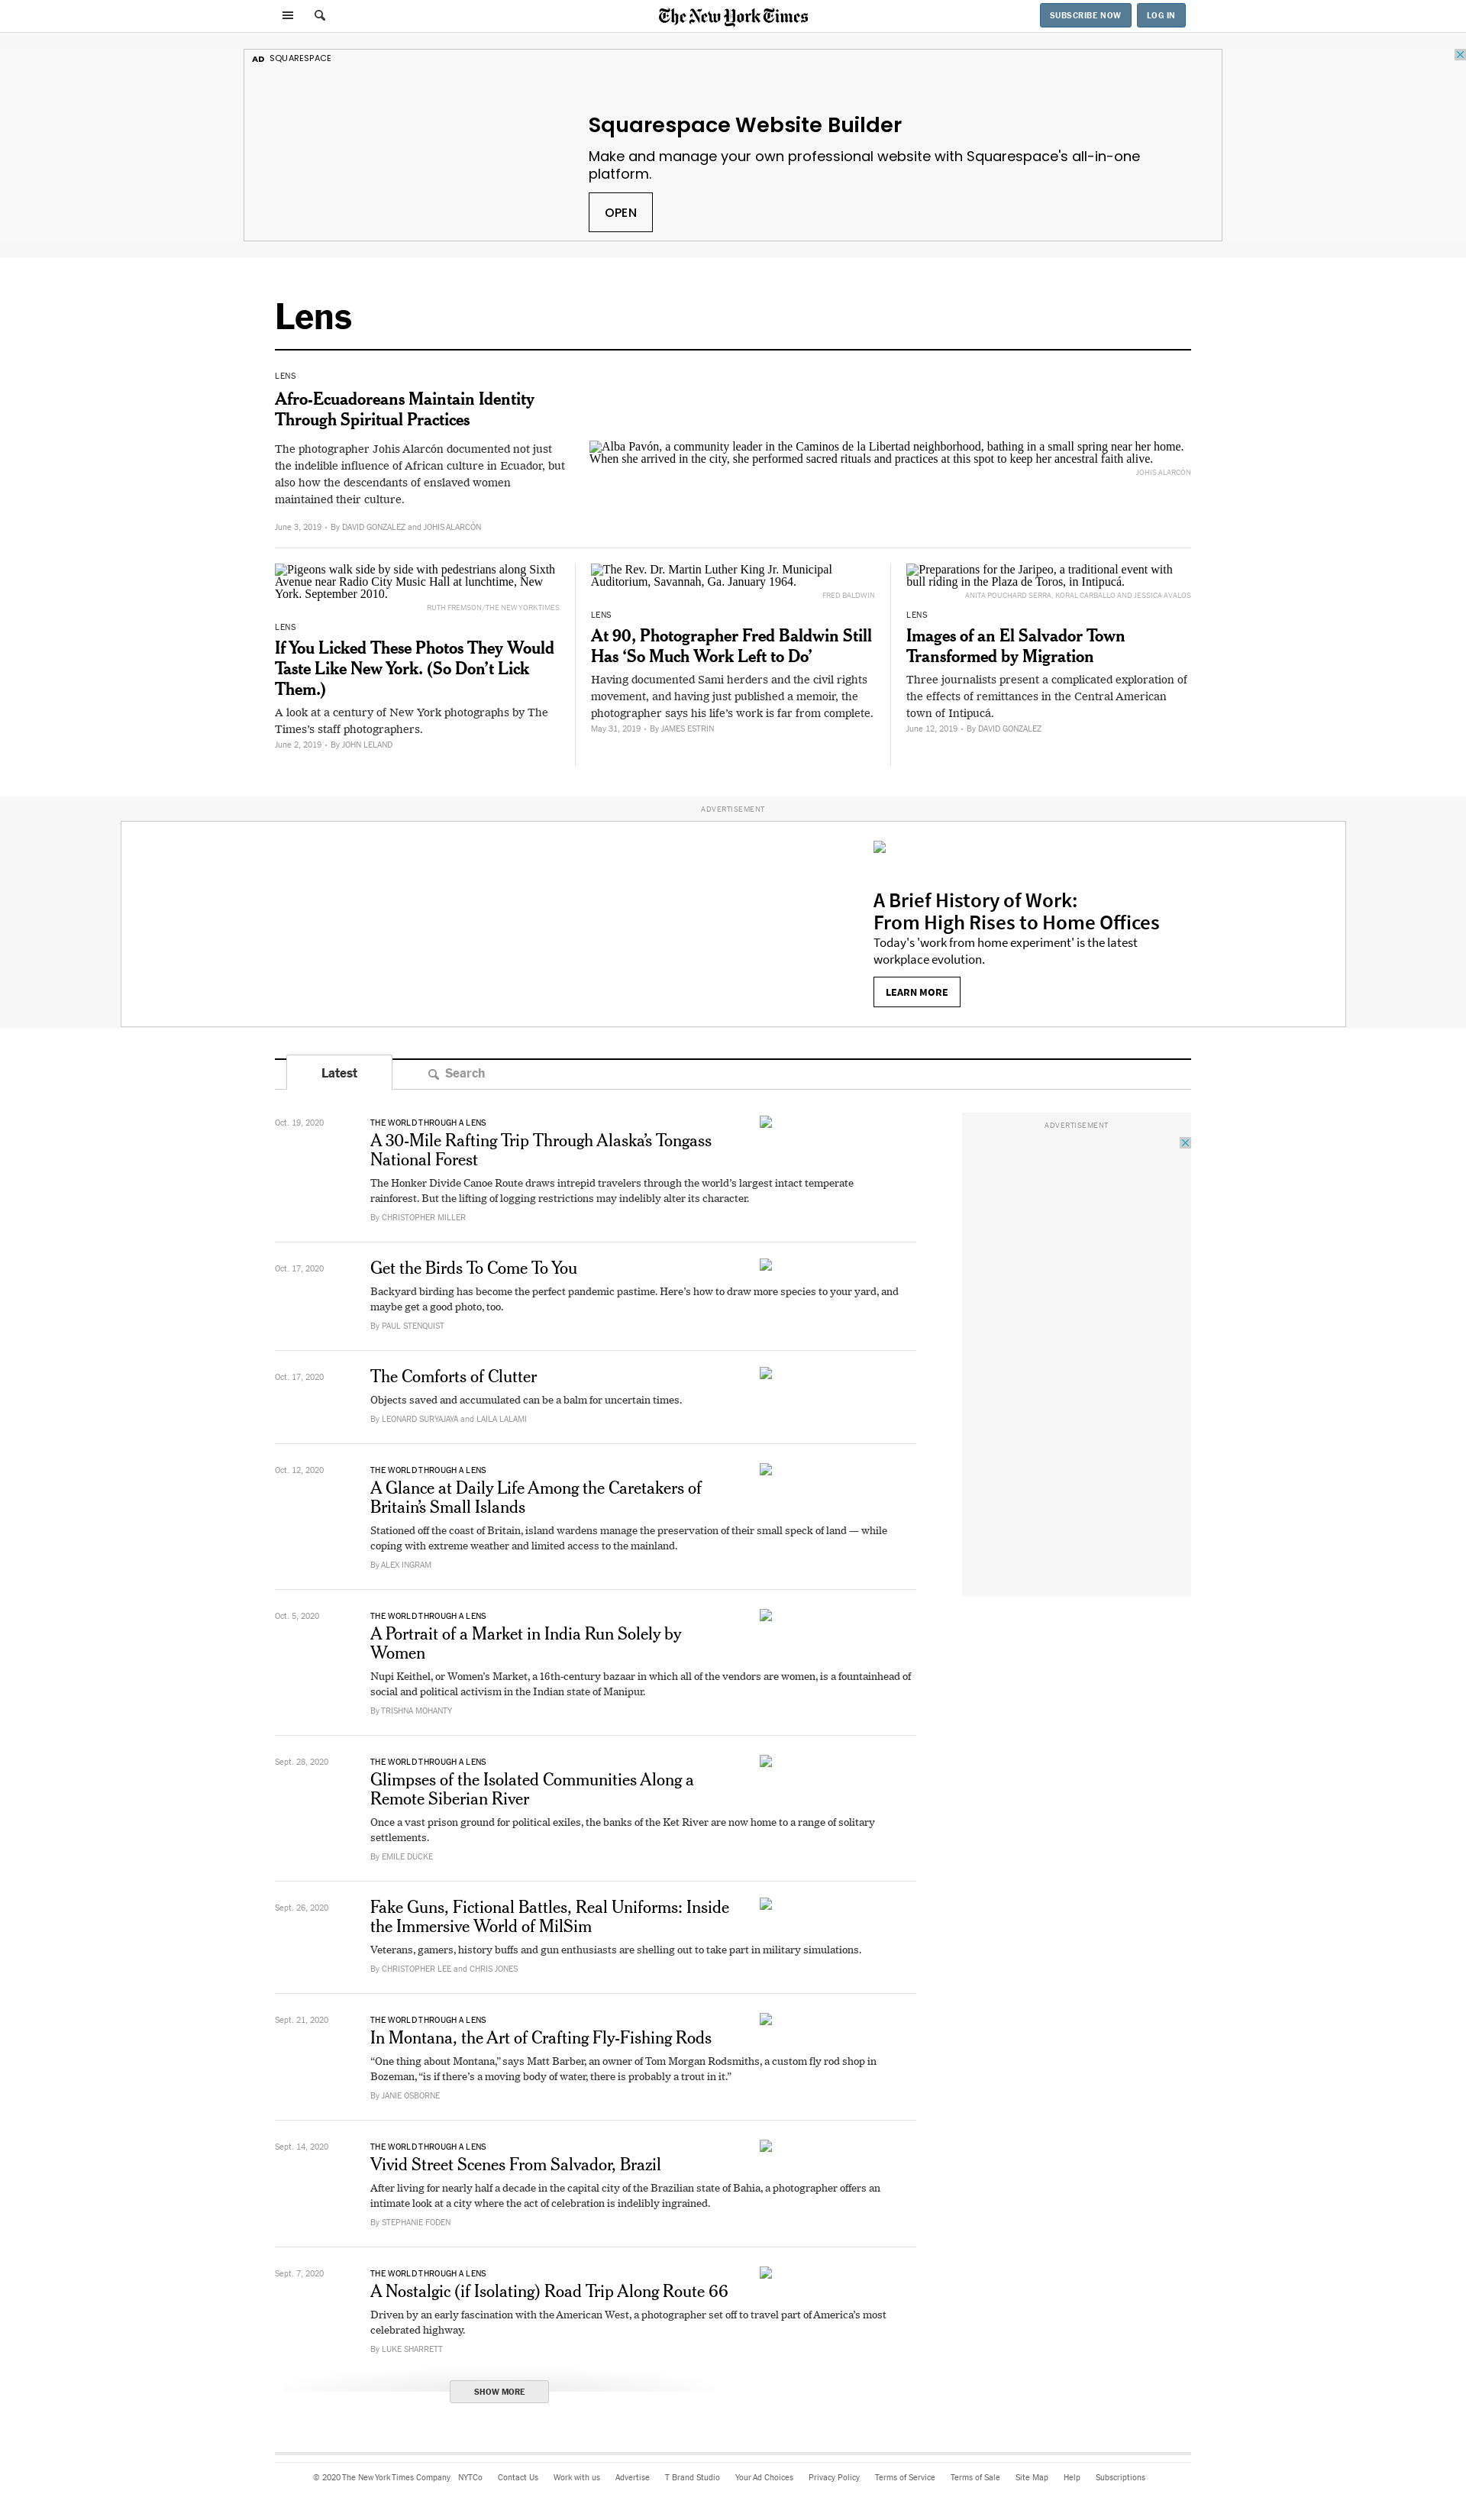 The New York Times
SUBSCRIBE NOW
LOG IN
AD SQUARESPACE
Squarespace Website Builder
Make and manage your own professional website with Squarespace's all-in-one
platform.
OPEN
Lens
LENS
Afro-Ecuadoreans Maintain Identity
Through Spiritual Practices
The photographer Johis Alarcón documented not just
the indelible influence of African culture in Ecuador, but
also how the descendants of enslaved women
maintained their culture.
June 3, 2019 • By DAVID GONZALEZ and JOHIS ALARCÓN
Alba Pavón, a community leader in the Caminos de la Libertad neighborhood, bathing in a small spring near her home.
When she arrived in the city, she performed sacred rituals and practices at this spot to keep her ancestral faith alive.
JOHIS ALARCÓN
Pigeons walk side by side with pedestrians along Sixth
Avenue near Radio City Music Hall at lunchtime, New
York. September 2010.
RUTH FREMSON/THE NEW YORK TIMES
LENS
If You Licked These Photos They Would
Taste Like New York. (So Don’t Lick
Them.)
A look at a century of New York photographs by The
Times’s staff photographers.
June 2, 2019 • By JOHN LELAND
The Rev. Dr. Martin Luther King Jr. Municipal
Auditorium, Savannah, Ga. January 1964.
FRED BALDWIN
LENS
At 90, Photographer Fred Baldwin Still
Has ‘So Much Work Left to Do’
Having documented Sami herders and the civil rights
movement, and having just published a memoir, the
photographer says his life’s work is far from complete.
May 31, 2019 • By JAMES ESTRIN
Preparations for the Jaripeo, a traditional event with
bull riding in the Plaza de Toros, in Intipucá.
ANITA POUCHARD SERRA, KORAL CARBALLO AND JESSICA AVALOS
LENS
Images of an El Salvador Town
Transformed by Migration
Three journalists present a complicated exploration of
the effects of remittances in the Central American
town of Intipucá.
June 12, 2019 • By DAVID GONZALEZ
ADVERTISEMENT
A Brief History of Work:
From High Rises to Home Offices
Today's 'work from home experiment' is the latest
workplace evolution.
LEARN MORE
Latest
Search
ADVERTISEMENT
Oct. 19, 2020
THE WORLD THROUGH A LENS
A 30-Mile Rafting Trip Through Alaska’s Tongass
National Forest
The Honker Divide Canoe Route draws intrepid travelers through the world’s largest intact temperate
rainforest. But the lifting of logging restrictions may indelibly alter its character.
By CHRISTOPHER MILLER
Oct. 17, 2020
Get the Birds To Come To You
Backyard birding has become the perfect pandemic pastime. Here’s how to draw more species to your yard, and
maybe get a good photo, too.
By PAUL STENQUIST
Oct. 17, 2020
The Comforts of Clutter
Objects saved and accumulated can be a balm for uncertain times.
By LEONARD SURYAJAYA and LAILA LALAMI
Oct. 12, 2020
THE WORLD THROUGH A LENS
A Glance at Daily Life Among the Caretakers of
Britain’s Small Islands
Stationed off the coast of Britain, island wardens manage the preservation of their small speck of land — while
coping with extreme weather and limited access to the mainland.
By ALEX INGRAM
Oct. 5, 2020
THE WORLD THROUGH A LENS
A Portrait of a Market in India Run Solely by
Women
Nupi Keithel, or Women’s Market, a 16th-century bazaar in which all of the vendors are women, is a fountainhead of
social and political activism in the Indian state of Manipur.
By TRISHNA MOHANTY
Sept. 28, 2020
THE WORLD THROUGH A LENS
Glimpses of the Isolated Communities Along a
Remote Siberian River
Once a vast prison ground for political exiles, the banks of the Ket River are now home to a range of solitary
settlements.
By EMILE DUCKE
Sept. 26, 2020
Fake Guns, Fictional Battles, Real Uniforms: Inside
the Immersive World of MilSim
Veterans, gamers, history buffs and gun enthusiasts are shelling out to take part in military simulations.
By CHRISTOPHER LEE and CHRIS JONES
Sept. 21, 2020
THE WORLD THROUGH A LENS
In Montana, the Art of Crafting Fly-Fishing Rods
“One thing about Montana,” says Matt Barber, an owner of Tom Morgan Rodsmiths, a custom fly rod shop in
Bozeman, “is if there’s a moving body of water, there is probably a trout in it.”
By JANIE OSBORNE
Sept. 14, 2020
THE WORLD THROUGH A LENS
Vivid Street Scenes From Salvador, Brazil
After living for nearly half a decade in the capital city of the Brazilian state of Bahia, a photographer offers an
intimate look at a city where the act of celebration is indelibly ingrained.
By STEPHANIE FODEN
Sept. 7, 2020
THE WORLD THROUGH A LENS
A Nostalgic (if Isolating) Road Trip Along Route 66
Driven by an early fascination with the American West, a photographer set off to travel part of America’s most
celebrated highway.
By LUKE SHARRETT
SHOW MORE
© 2020 The New York Times Company NYTCo Contact Us Work with us Advertise T Brand Studio Your Ad Choices Privacy Policy Terms of Service Terms of Sale Site Map Help Subscriptions